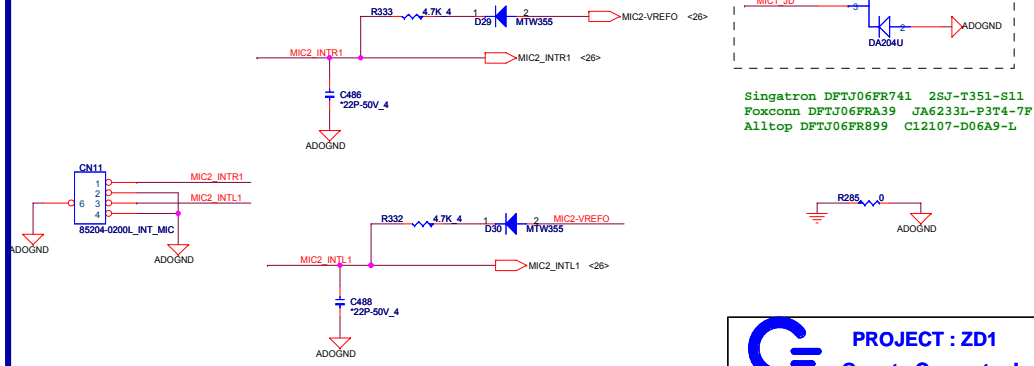 R333
4.7K_4
1
2
D29
MTW355
MIC2-VREFO <26>
MIC2_INTR1
MIC2_INTR1 <26>
C486
*22P-50V_4
ADOGND
3
2
DA204U
ADOGND
Singatron DFTJ06FR741 2SJ-T351-S11
Foxconn DFTJ06FRA39 JA6233L-P3T4-7F
Alltop DFTJ06FR899 C12107-D06A9-L
CN11
1
2
3
4
6
MIC2_INTR1
MIC2_INTL1
85204-0200L_INT_MIC
ADOGND
ADOGND
R285
0
ADOGND
R332
4.7K_4
1
2
D30
MTW355
MIC2-VREFO
MIC2_INTL1
MIC2_INTL1 <26>
C488
*22P-50V_4
ADOGND
PROJECT : ZD1